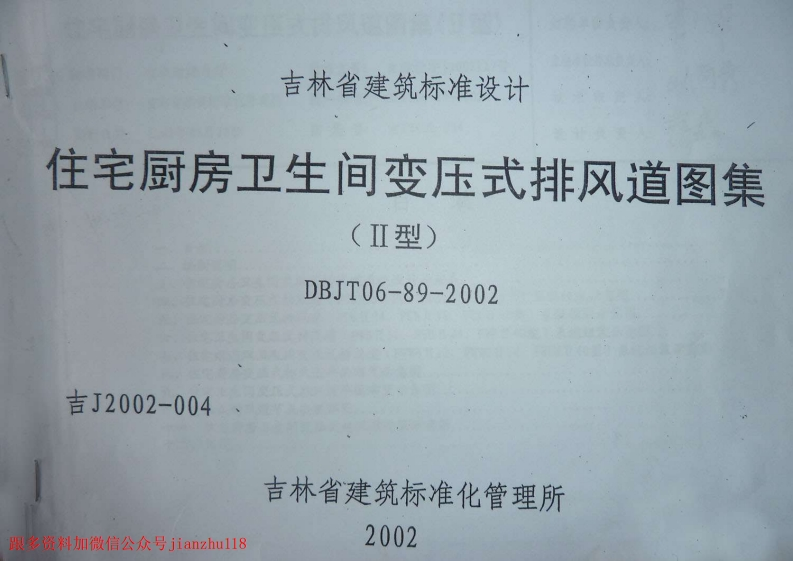 吉林省建筑标准设计
住宅厨房卫生间变压式排风道图集
（Ⅱ型）
DBJT06-89-2002
吉J2002-004
吉林省建筑标准化管理所
2002
跟多资料加微信公众号jianzhu118